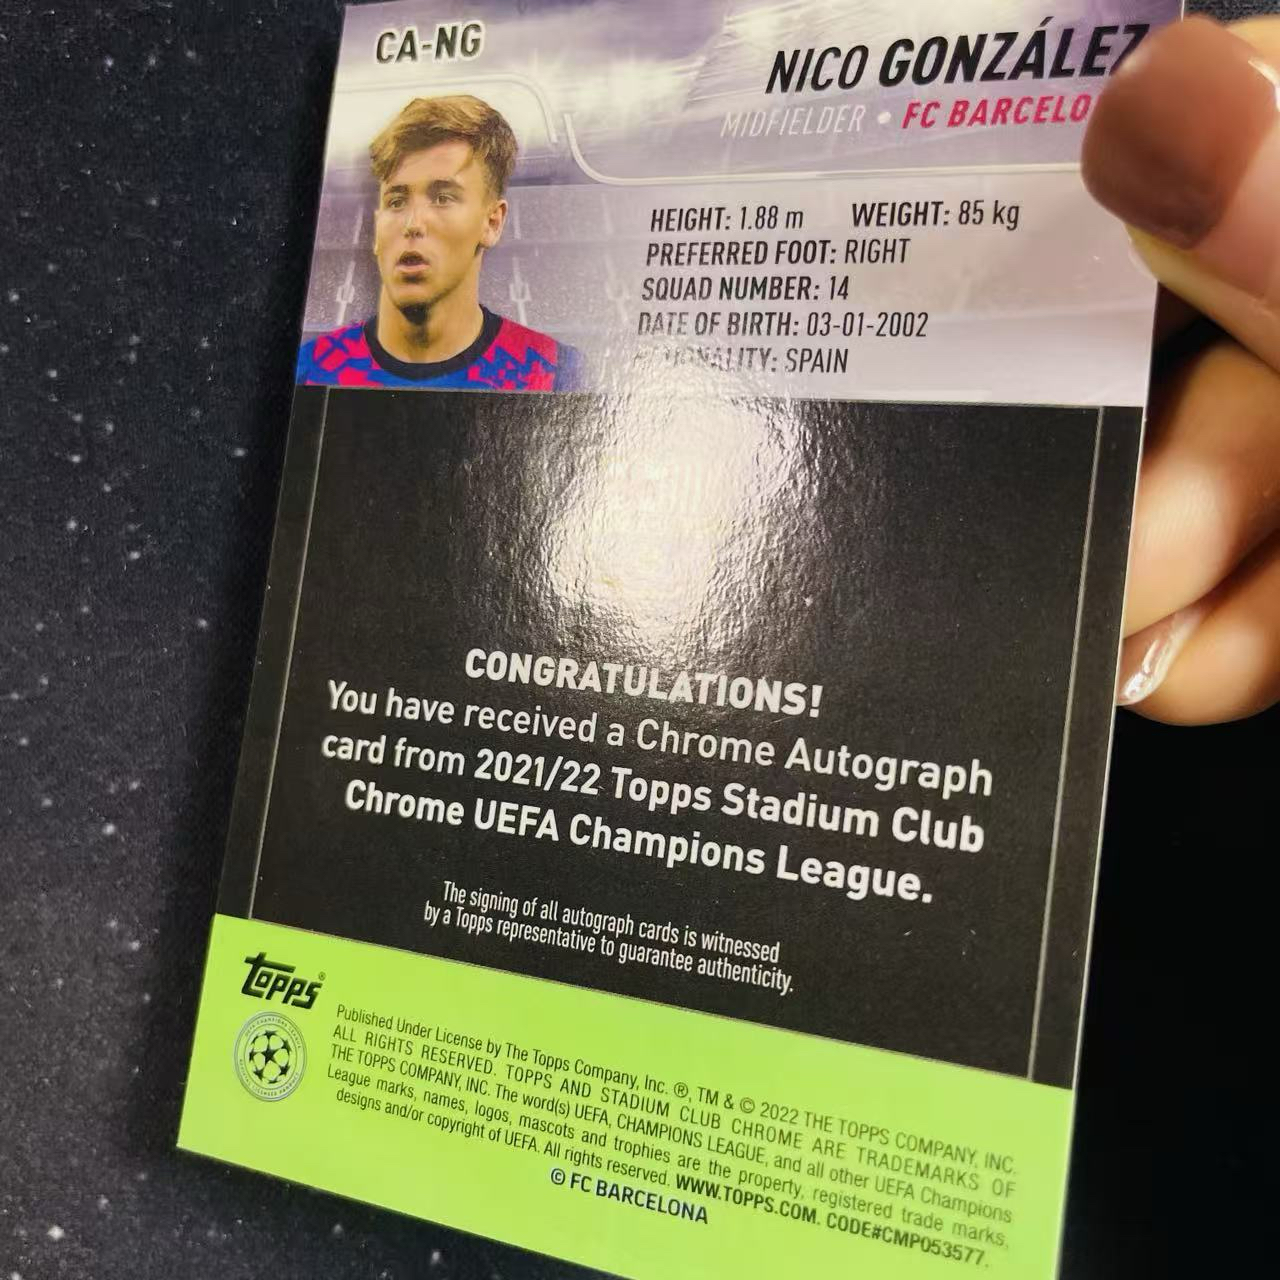 CA-NG
NICO GONZÁLEZ
MIDFIELDER • FC BARCELO
HEIGHT: 1.88 m WEIGHT: 85 kg
PREFERRED FOOT: RIGHT
SQUAD NUMBER: 14
DATE OF BIRTH: 03-01-2002
NATIONALITY: SPAIN
CONGRATULATIONS!
You have received a Chrome Autograph
card from 2021/22 Topps Stadium Club
Chrome UEFA Champions League.
The signing of all autograph cards is witnessed
by a Topps representative to guarantee authenticity.
topps®
Published Under License by The Topps Company, Inc. ®, TM & © 2022 THE TOPPS COMPANY, INC.
ALL RIGHTS RESERVED. TOPPS AND STADIUM CLUB CHROME ARE TRADEMARKS OF
THE TOPPS COMPANY, INC. The word(s) UEFA, CHAMPIONS LEAGUE, and all other UEFA Champions
League marks, names, logos, mascots and trophies are the property, registered trade marks,
designs and/or copyright of UEFA. All rights reserved. WWW.TOPPS.COM. CODE#CMP053577.
© FC BARCELONA